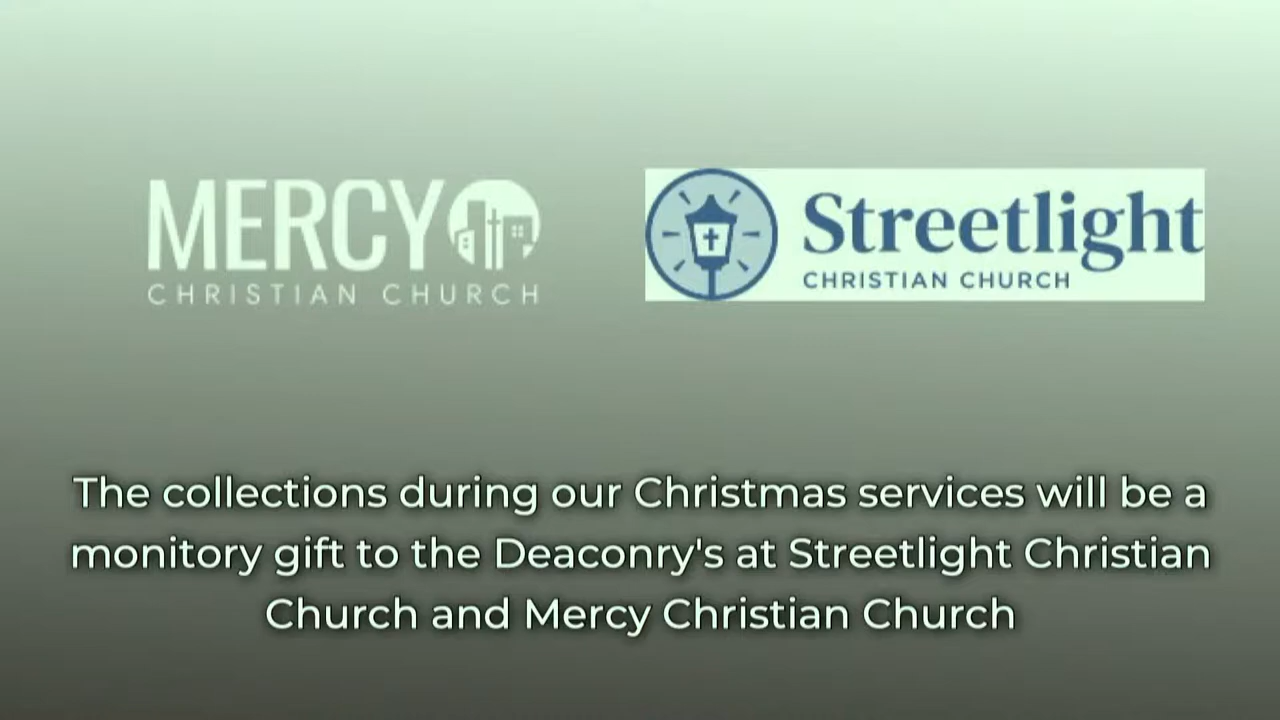 MERCY
CHRISTIAN CHURCH
Streetlight
CHRISTIAN CHURCH
The collections during our Christmas services will be a
monitory gift to the Deaconry's at Streetlight Christian
Church and Mercy Christian Church